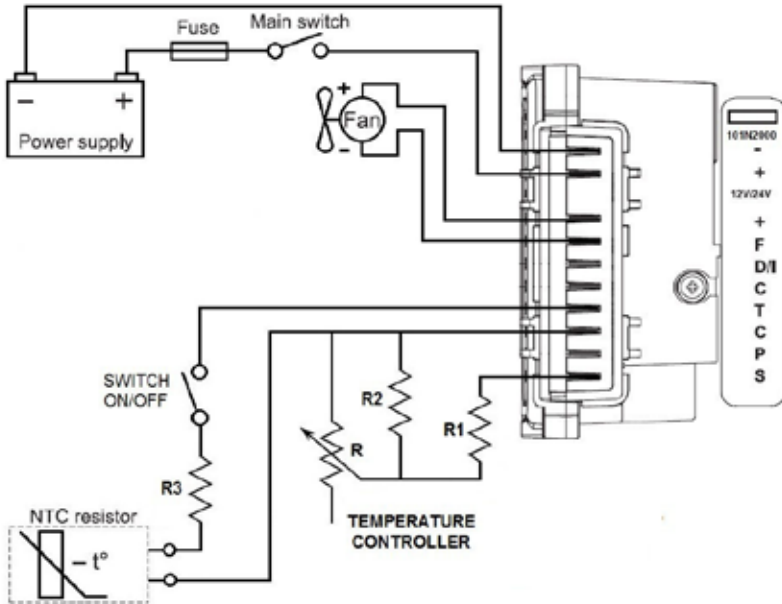 Fuse
Main switch
- +
Power supply
+
Fan
-
101N2000
-
+
12V/24V
+
F
D/I
C
T
C
P
S
SWITCH
ON/OFF
R2
R1
R
R3
NTC resistor
- t°
TEMPERATURE
CONTROLLER